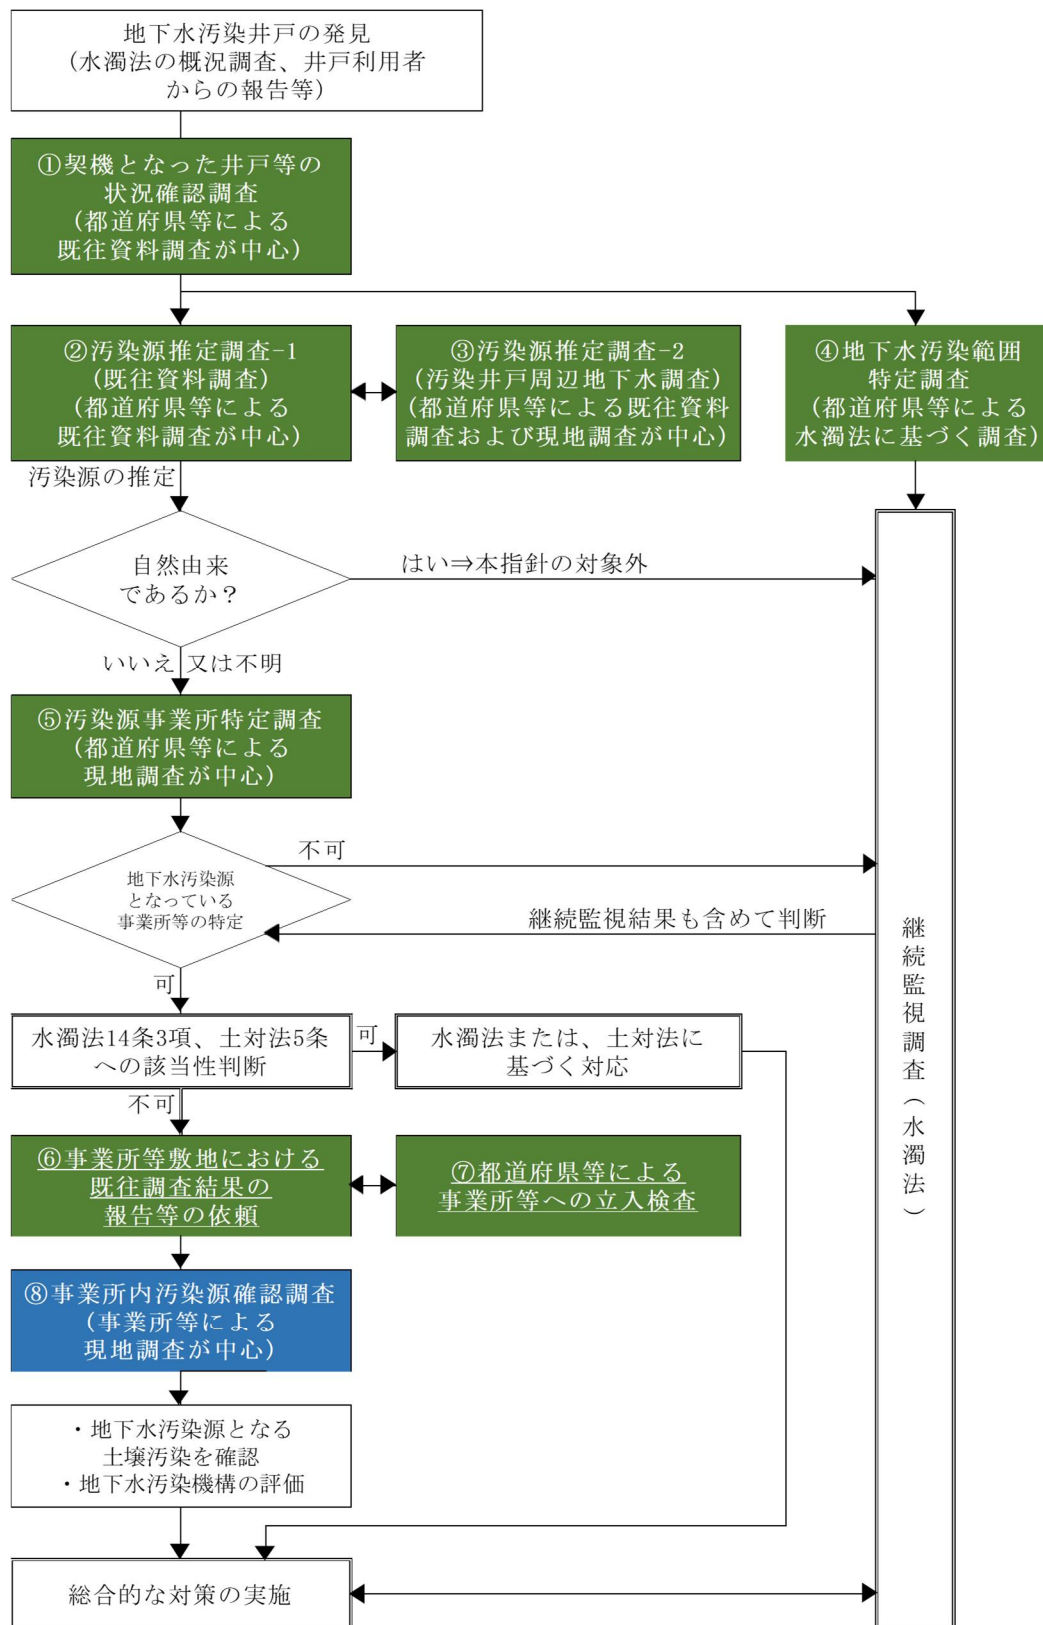 地下水汚染井戸の発見
(水濁法の概況調査、井戸利用者
からの報告等)
①契機となった井戸等の
状況確認調査
(都道府県等による
既往資料調査が中心)
②汚染源推定調査-1
(既往資料調査)
(都道府県等による
既往資料調査が中心)
③汚染源推定調査-2
(汚染井戸周辺地下水調査)
(都道府県等による既往資料
調査および現地調査が中心)
④地下水汚染範囲
特定調査
(都道府県等による
水濁法に基づく調査)
汚染源の推定
自然由来
であるか？
はい⇒本指針の対象外
いいえ 又は不明
⑤汚染源事業所特定調査
(都道府県等による
現地調査が中心)
不可
地下水汚染源
となっている
事業所等の特定
継続監視結果も含めて判断
継続監視調査(水濁法)
可
水濁法14条3項、土対法5条
への該当性判断
可
水濁法または、土対法に
基づく対応
不可
⑥事業所等敷地における
既往調査結果の
報告等の依頼
⑦都道府県等による
事業所等への立入検査
⑧事業所内汚染源確認調査
(事業所等による
現地調査が中心)
・地下水汚染源となる
土壌汚染を確認
・地下水汚染機構の評価
総合的な対策の実施